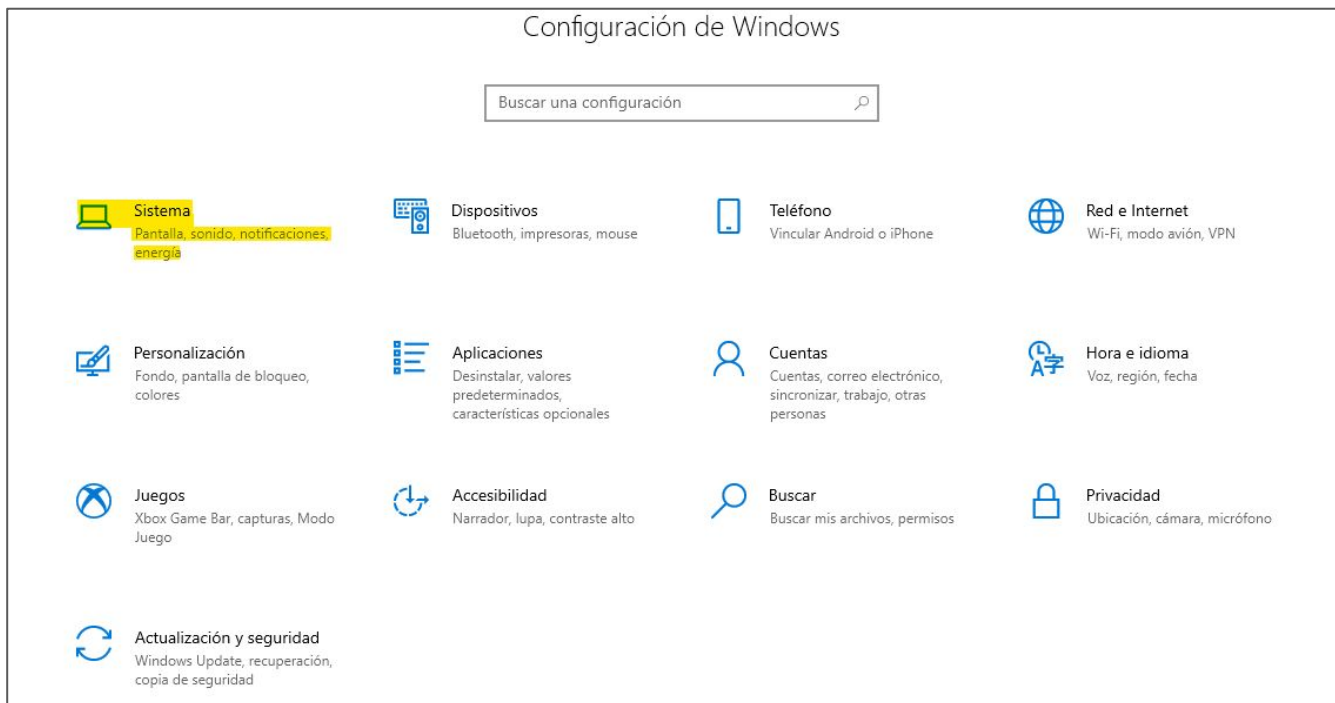 Configuración de Windows
Buscar una configuración
Sistema
Pantalla, sonido, notificaciones,
energía
Dispositivos
Bluetooth, impresoras, mouse
Teléfono
Vincular Android o iPhone
Red e Internet
Wi-Fi, modo avión, VPN
Personalización
Fondo, pantalla de bloqueo,
colores
Aplicaciones
Desinstalar, valores
predeterminados,
características opcionales
Cuentas
Cuentas, correo electrónico,
sincronizar, trabajo, otras
personas
Hora e idioma
Voz, región, fecha
Juegos
Xbox Game Bar, capturas, Modo
Juego
Accesibilidad
Narrador, lupa, contraste alto
Buscar
Buscar mis archivos, permisos
Privacidad
Ubicación, cámara, micrófono
Actualización y seguridad
Windows Update, recuperación,
copia de seguridad